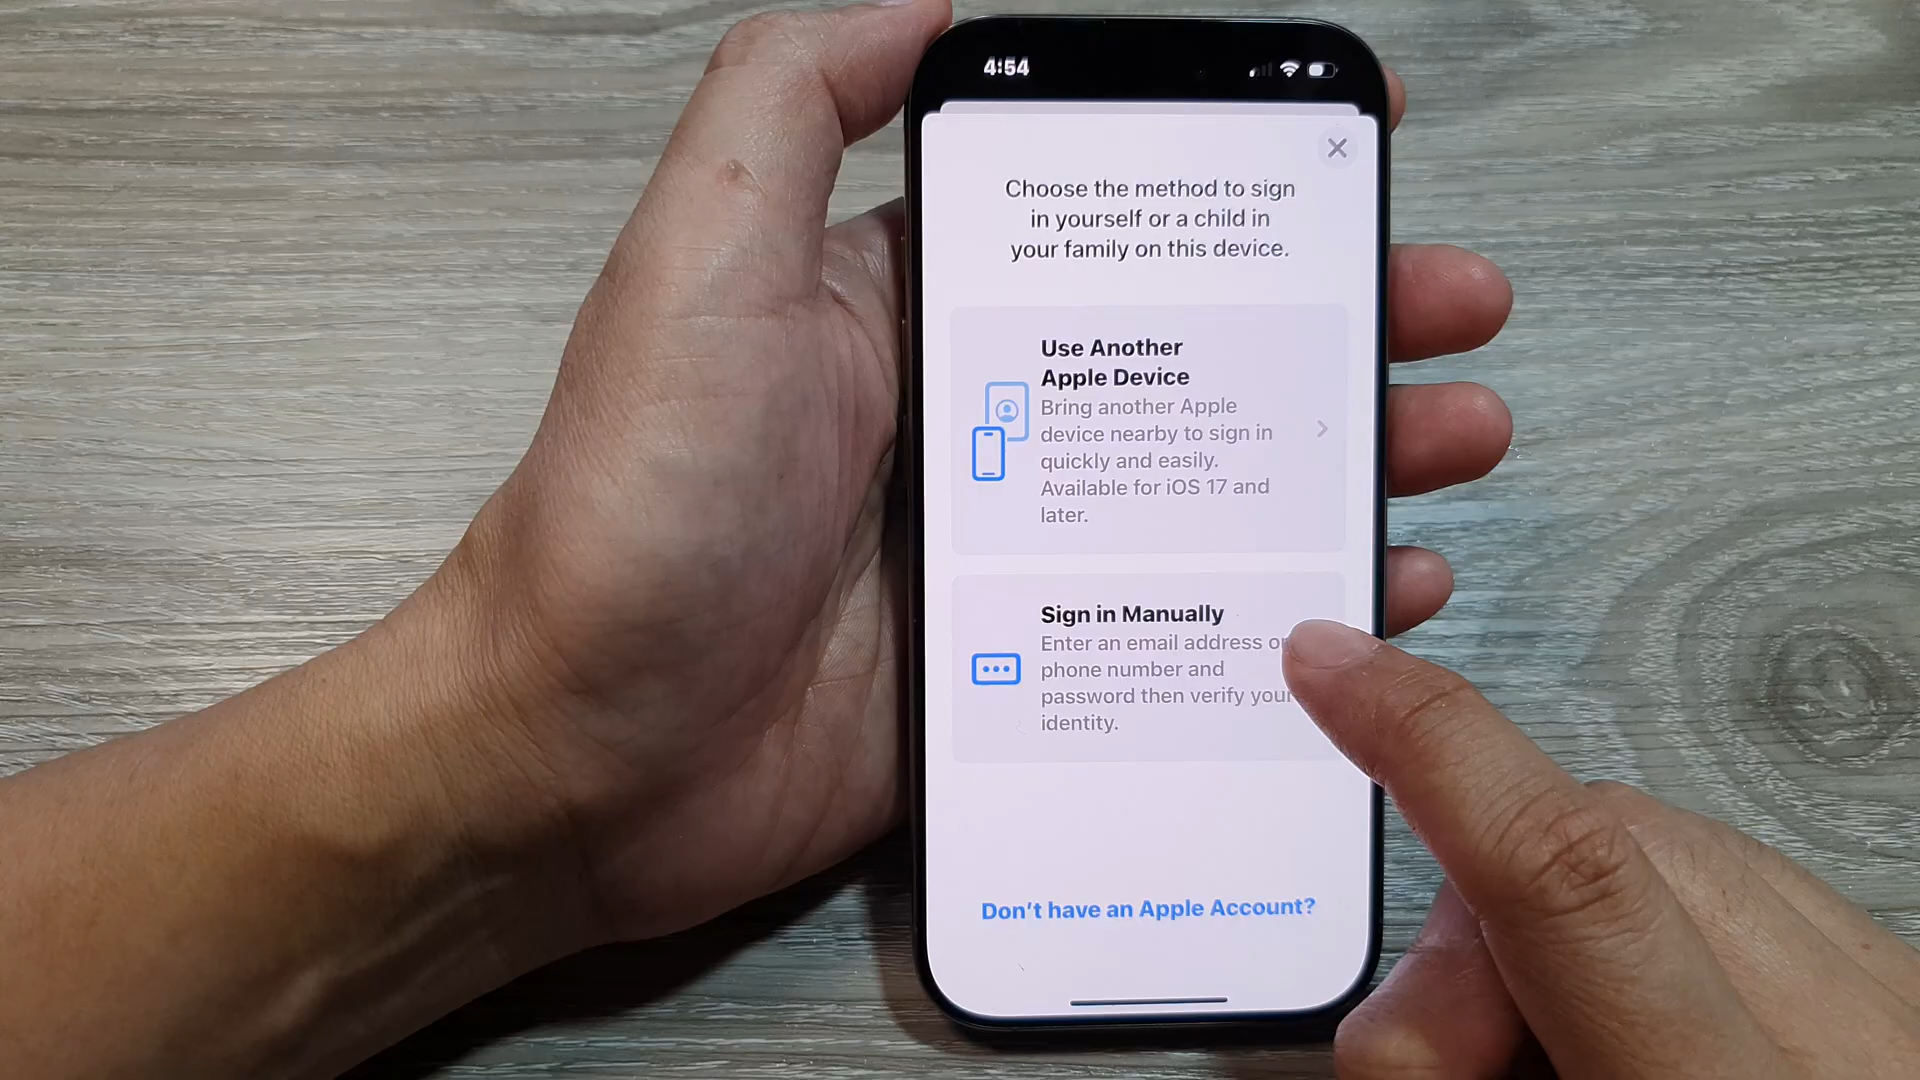 4:54
Choose the method to sign
in yourself or a child in
your family on this device.
Use Another
Apple Device
Bring another Apple
device nearby to sign in
quickly and easily.
Available for iOS 17 and
later.
Sign in Manually
Enter an email address or
phone number and
password then verify your
identity.
Don't have an Apple Account?